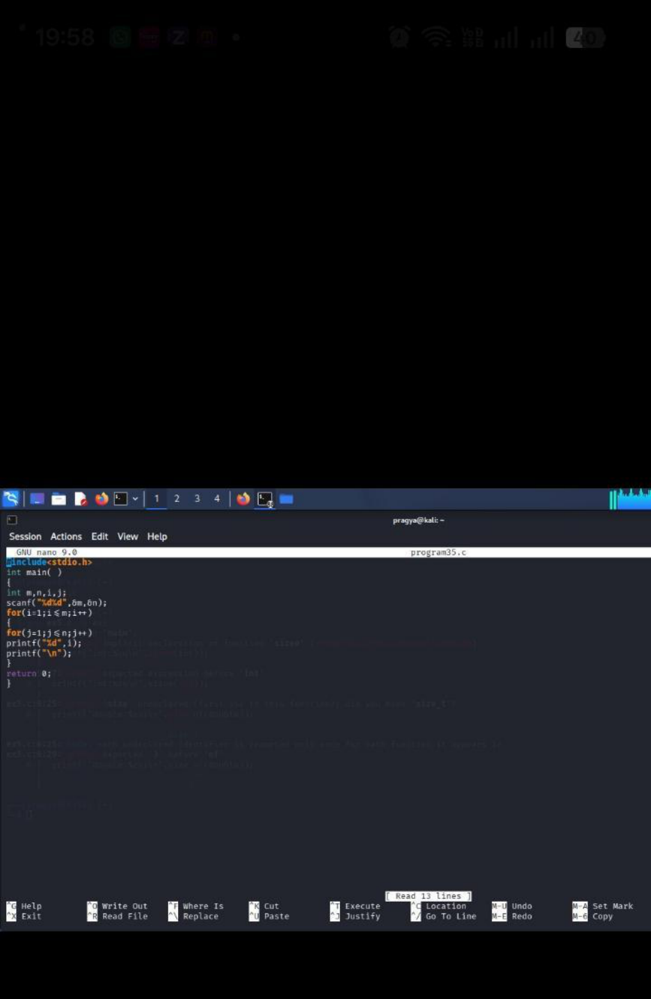 19:58
40
1 2 3 4
pragya@kali: ~
Session Actions Edit View Help
GNU nano 9.0 program35.c
#include<stdio.h>
int main( )
{
int m,n,i,j;
scanf("%d%d",&m,&n);
for(i=1;i≤m;i++)
{
for(j=1;j≤n;j++)
printf("%d",i);
printf("\n");
}
return 0;
}
[ Read 13 lines ]
^G Help ^O Write Out ^F Where Is ^K Cut ^T Execute ^C Location M-U Undo M-A Set Mark
^X Exit ^R Read File ^\ Replace ^U Paste ^J Justify ^/ Go To Line M-E Redo M-6 Copy